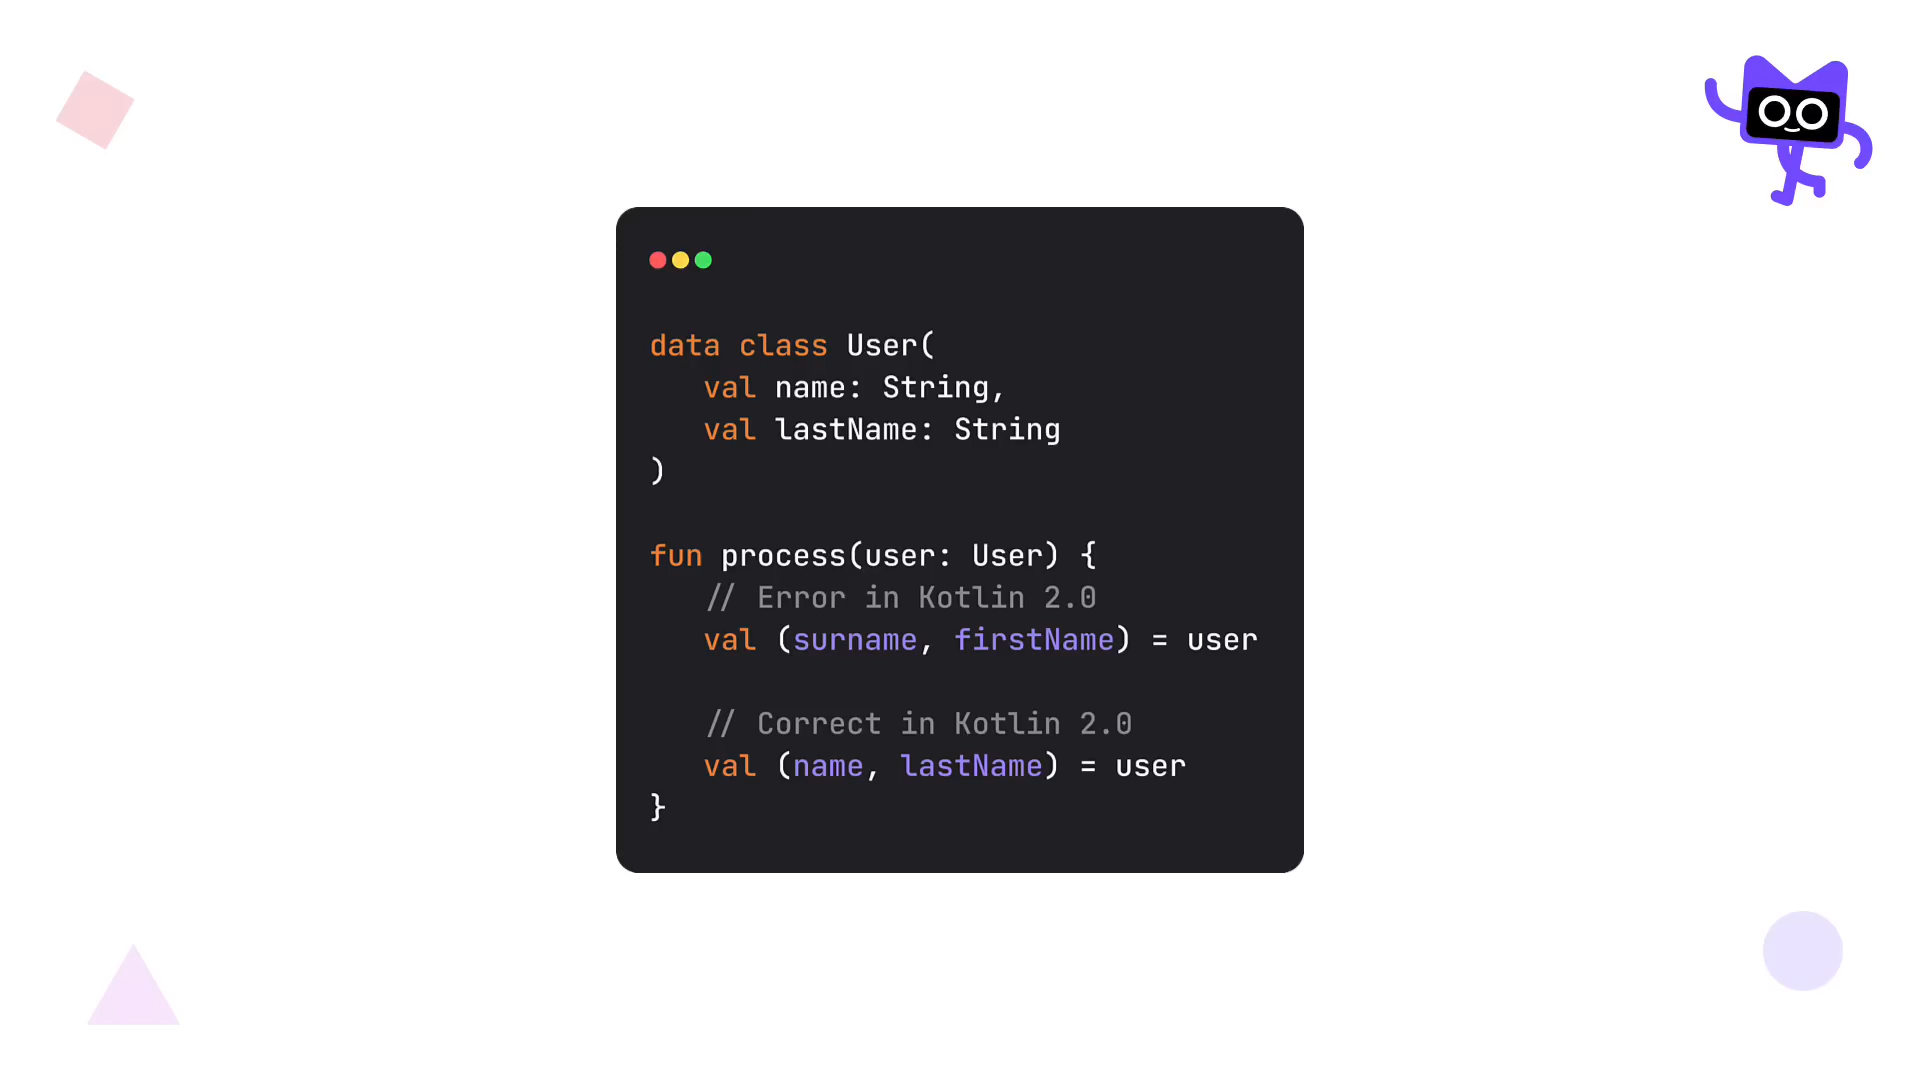 data class User(
   val name: String,
   val lastName: String
)
fun process(user: User) {
   // Error in Kotlin 2.0
   val (surname, firstName) = user
   // Correct in Kotlin 2.0
   val (name, lastName) = user
}